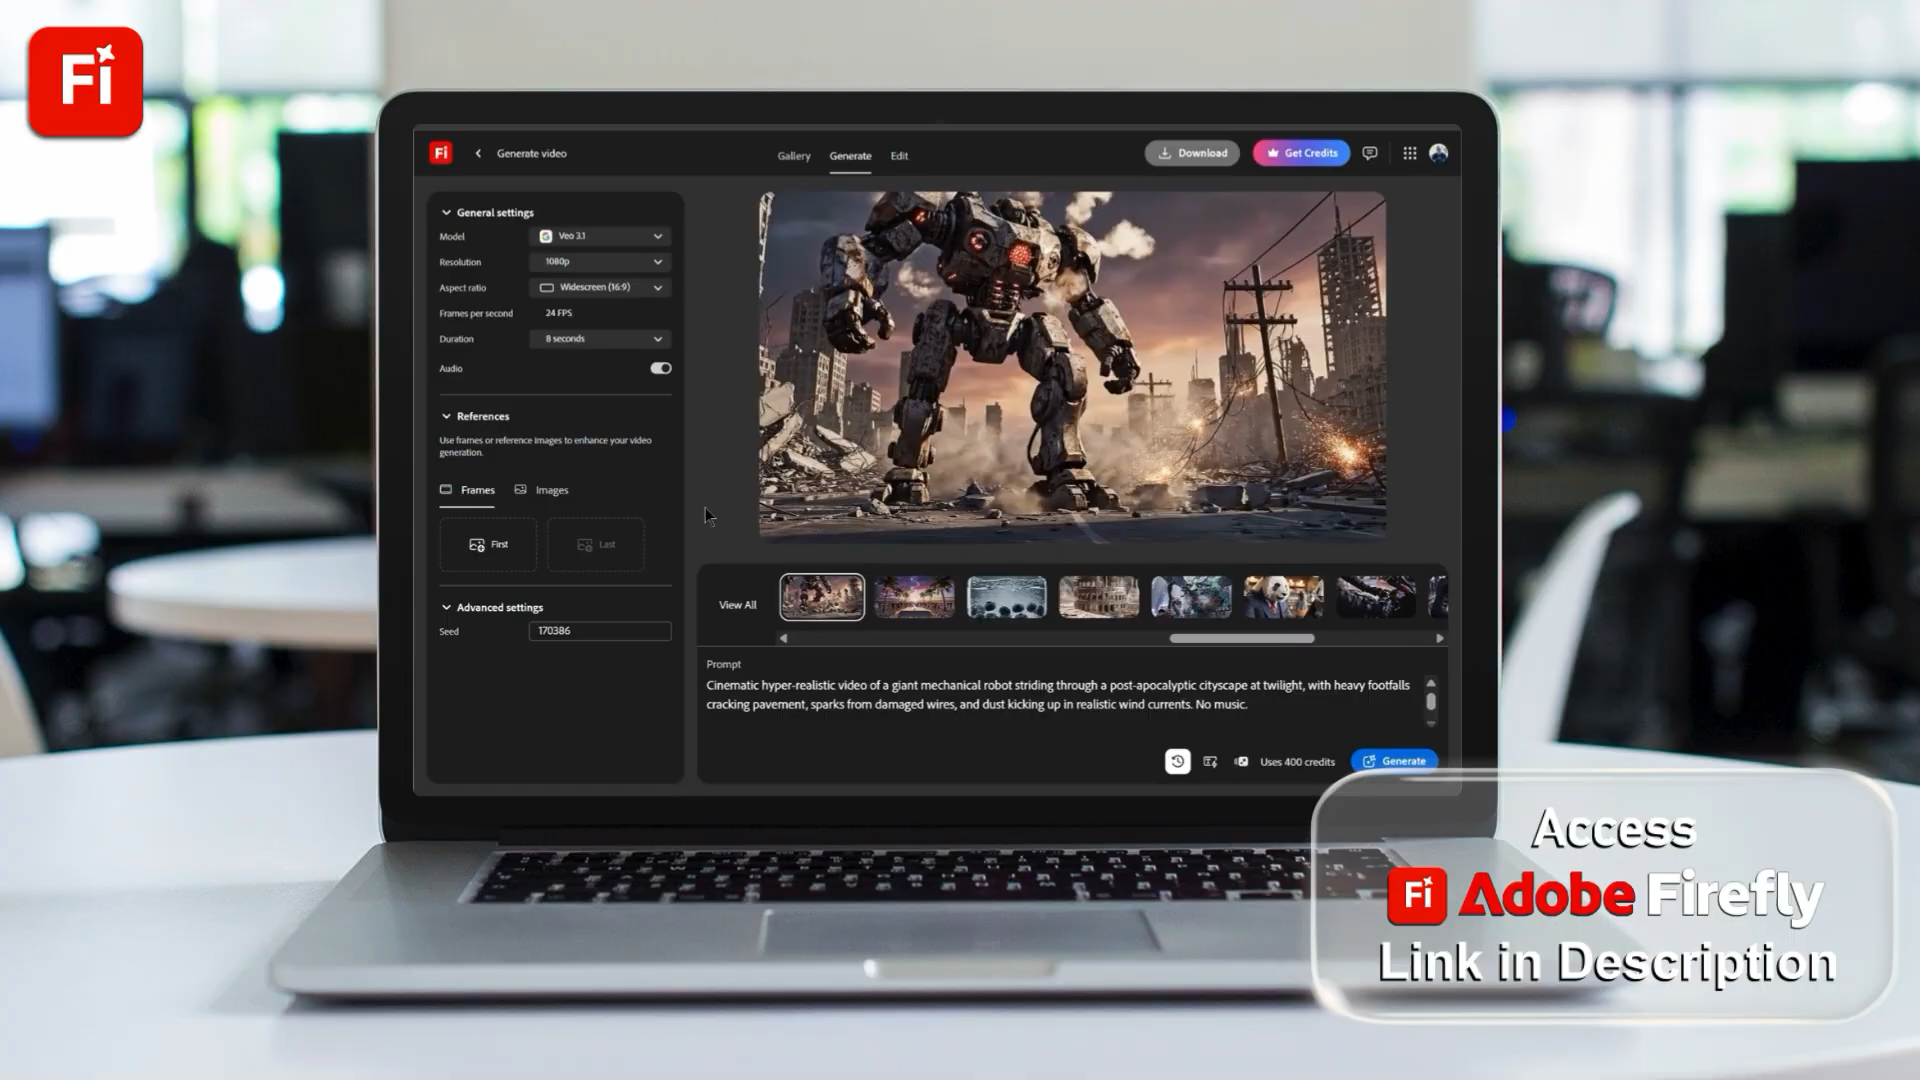 Fi
Fi
Generate video
Gallery
Generate
Edit
Download
Get Credits
General settings
Model
Veo 3.1
Resolution
1080p
Aspect ratio
Widescreen (16:9)
Frames per second
24 FPS
Duration
8 seconds
Audio
References
Use frames or reference images to enhance your video
generation.
Frames
Images
First
Last
Advanced settings
Seed
170386
View All
Prompt
Cinematic hyper-realistic video of a giant mechanical robot striding through a post-apocalyptic cityscape at twilight, with heavy footfalls
cracking pavement, sparks from damaged wires, and dust kicking up in realistic wind currents. No music.
Uses 400 credits
Generate
Access
Fi Adobe Firefly
Link in Description